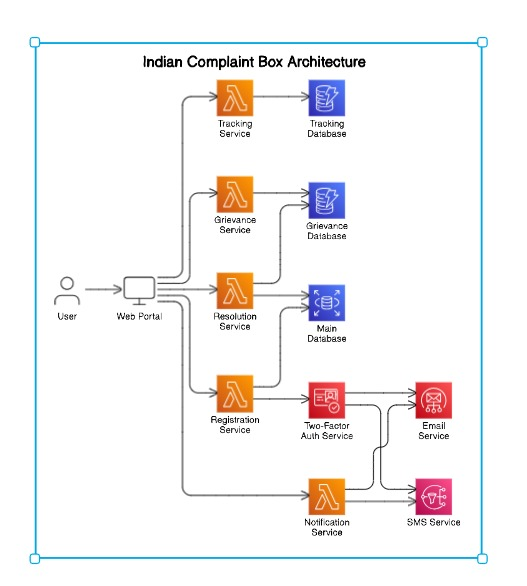 Indian Complaint Box Architecture
Tracking
Service
Tracking
Database
Grievance
Service
Grievance
Database
User
Web Portal
Resolution
Service
Main
Database
Registration
Service
Two-Factor
Auth Service
Email
Service
Notification
Service
SMS Service